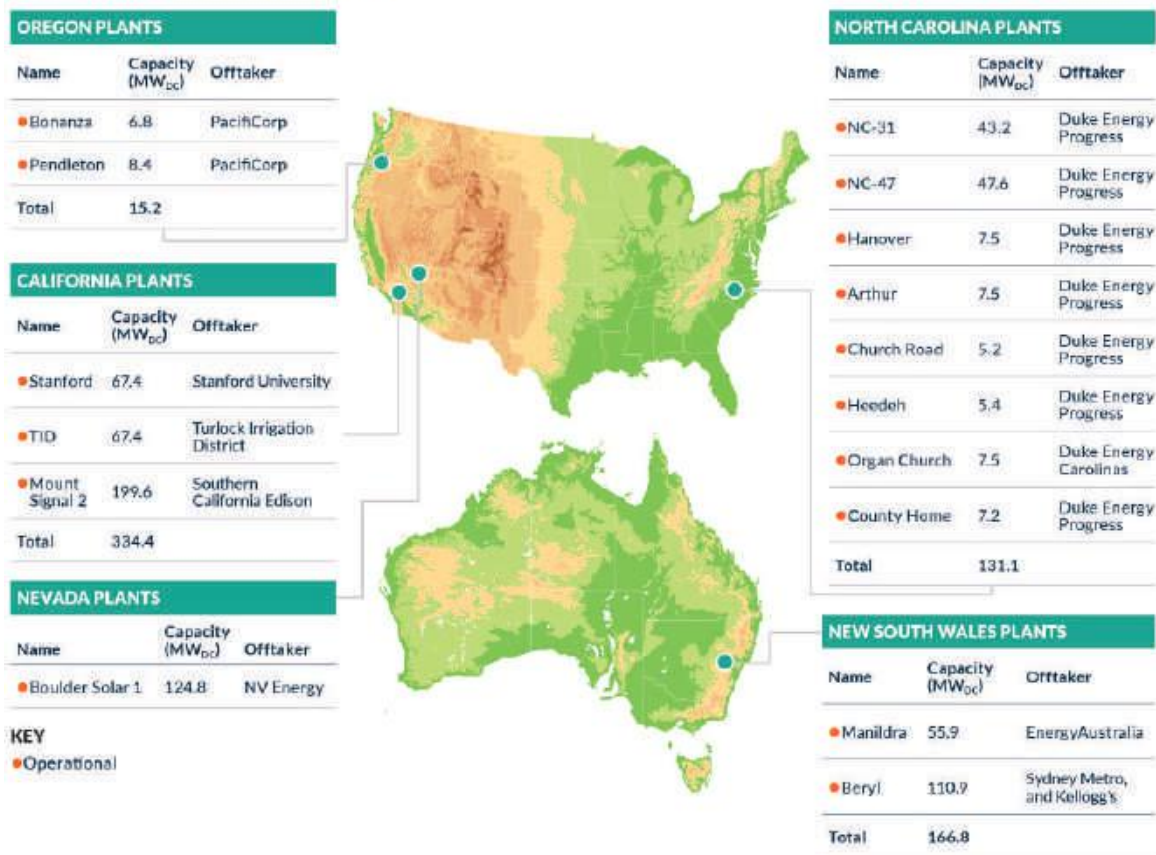 OREGON PLANTS
Name Capacity (MWDC) Offtaker
Bonanza 6.8 PacifiCorp
Pendleton 8.4 PacifiCorp
Total 15.2
CALIFORNIA PLANTS
Name Capacity (MWDC) Offtaker
Stanford 67.4 Stanford University
TID 67.4 Turlock Irrigation District
Mount Signal 2 199.6 Southern California Edison
Total 334.4
NEVADA PLANTS
Name Capacity (MWDC) Offtaker
Boulder Solar 1 124.8 NV Energy
KEY
Operational
NORTH CAROLINA PLANTS
Name Capacity (MWDC) Offtaker
NC-31 43.2 Duke Energy Progress
NC-47 47.6 Duke Energy Progress
Hanover 7.5 Duke Energy Progress
Arthur 7.5 Duke Energy Progress
Church Road 5.2 Duke Energy Progress
Heedeh 5.4 Duke Energy Progress
Organ Church 7.5 Duke Energy Carolinas
County Home 7.2 Duke Energy Progress
Total 131.1
NEW SOUTH WALES PLANTS
Name Capacity (MWDC) Offtaker
Manildra 55.9 EnergyAustralia
Beryl 110.9 Sydney Metro, and Kellogg's
Total 166.8